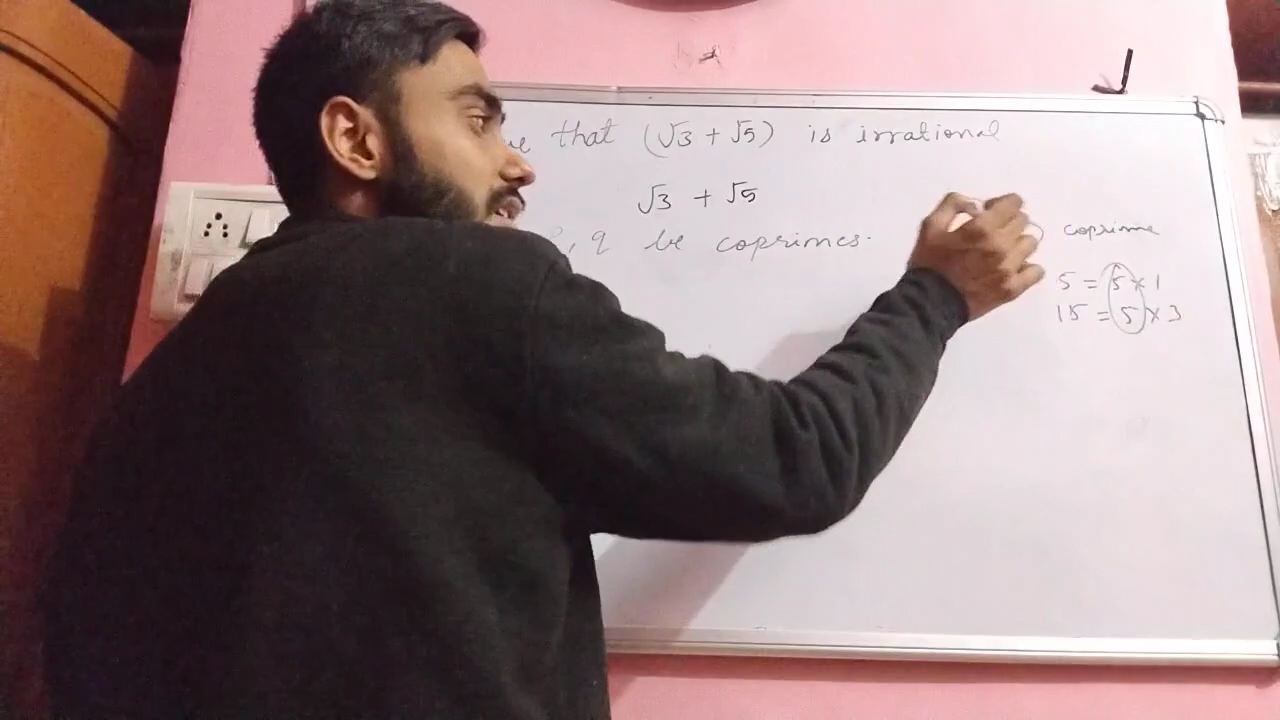 that (√3 + √5) is irrational
√3 + √5
, q be coprimes.
coprime
5 = 5 × 1
15 = 5 × 3